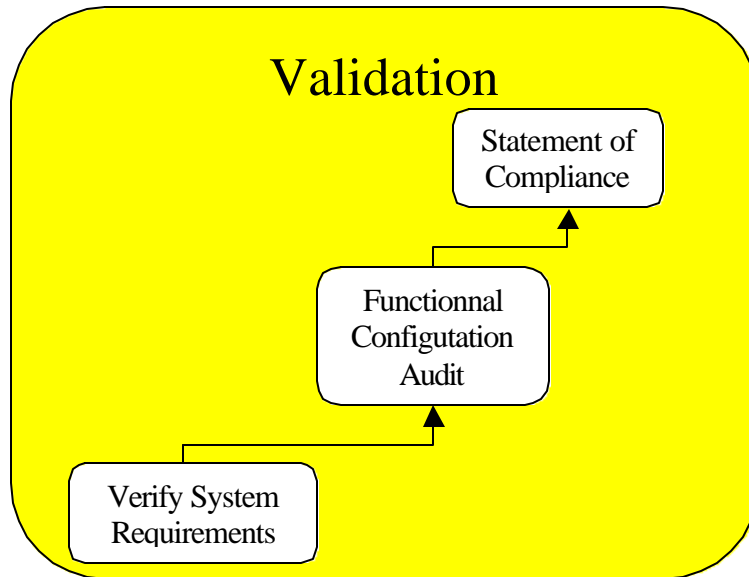 Validation
Statement of
Compliance
Functionnal
Configutation
Audit
Verify System
Requirements